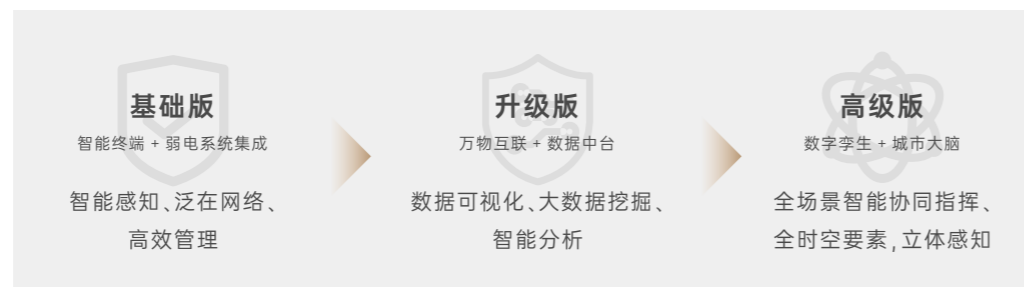 基础版
智能终端 + 弱电系统集成
智能感知、泛在网络、
高效管理
升级版
万物互联 + 数据中台
数据可视化、大数据挖掘、
智能分析
高级版
数字孪生 + 城市大脑
全场景智能协同指挥、
全时空要素,立体感知